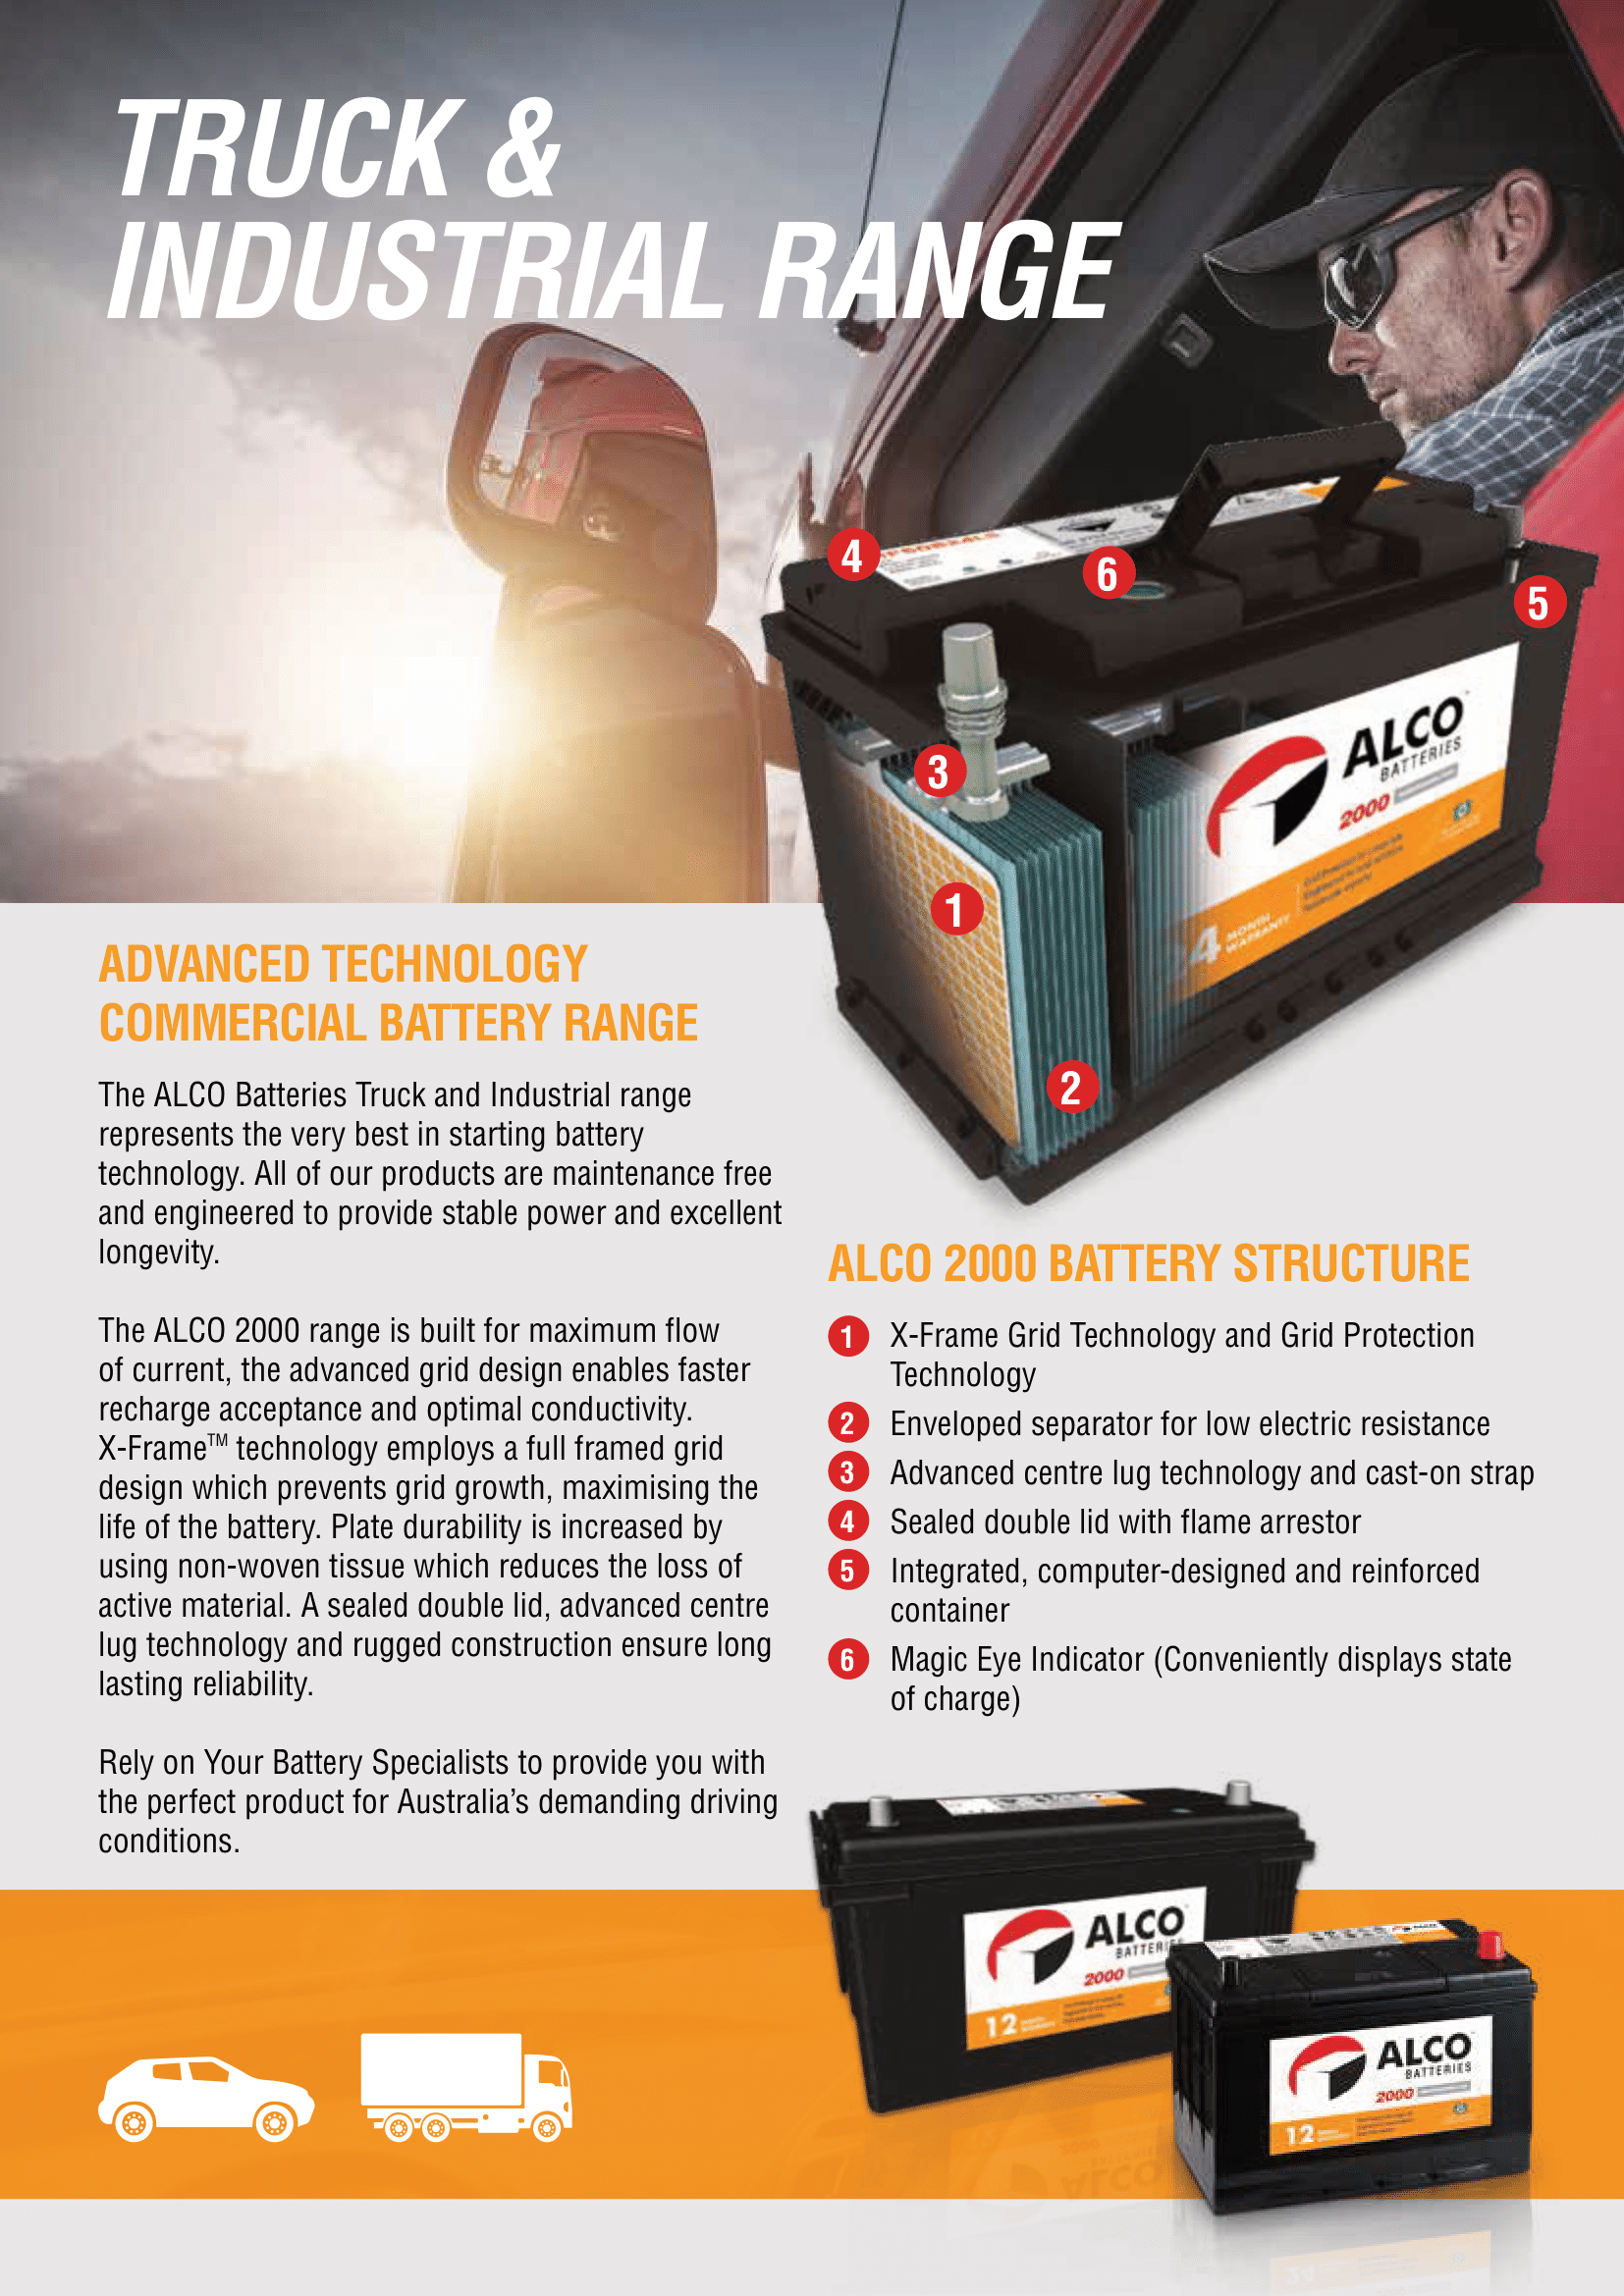 TRUCK &
INDUSTRIAL RANGE
4
6
5
3
1
2
ALCO
BATTERIES
2000
24 MONTH
WARRANTY
ADVANCED TECHNOLOGY
COMMERCIAL BATTERY RANGE
The ALCO Batteries Truck and Industrial range
represents the very best in starting battery
technology. All of our products are maintenance free
and engineered to provide stable power and excellent
longevity.
The ALCO 2000 range is built for maximum flow
of current, the advanced grid design enables faster
recharge acceptance and optimal conductivity.
X-Frame™ technology employs a full framed grid
design which prevents grid growth, maximising the
life of the battery. Plate durability is increased by
using non-woven tissue which reduces the loss of
active material. A sealed double lid, advanced centre
lug technology and rugged construction ensure long
lasting reliability.
Rely on Your Battery Specialists to provide you with
the perfect product for Australia's demanding driving
conditions.
ALCO 2000 BATTERY STRUCTURE
1 X-Frame Grid Technology and Grid Protection
Technology
2 Enveloped separator for low electric resistance
3 Advanced centre lug technology and cast-on strap
4 Sealed double lid with flame arrestor
5 Integrated, computer-designed and reinforced
container
6 Magic Eye Indicator (Conveniently displays state
of charge)
ALCO
BATTERIES
2000
12
ALCO
BATTERIES
2000
12